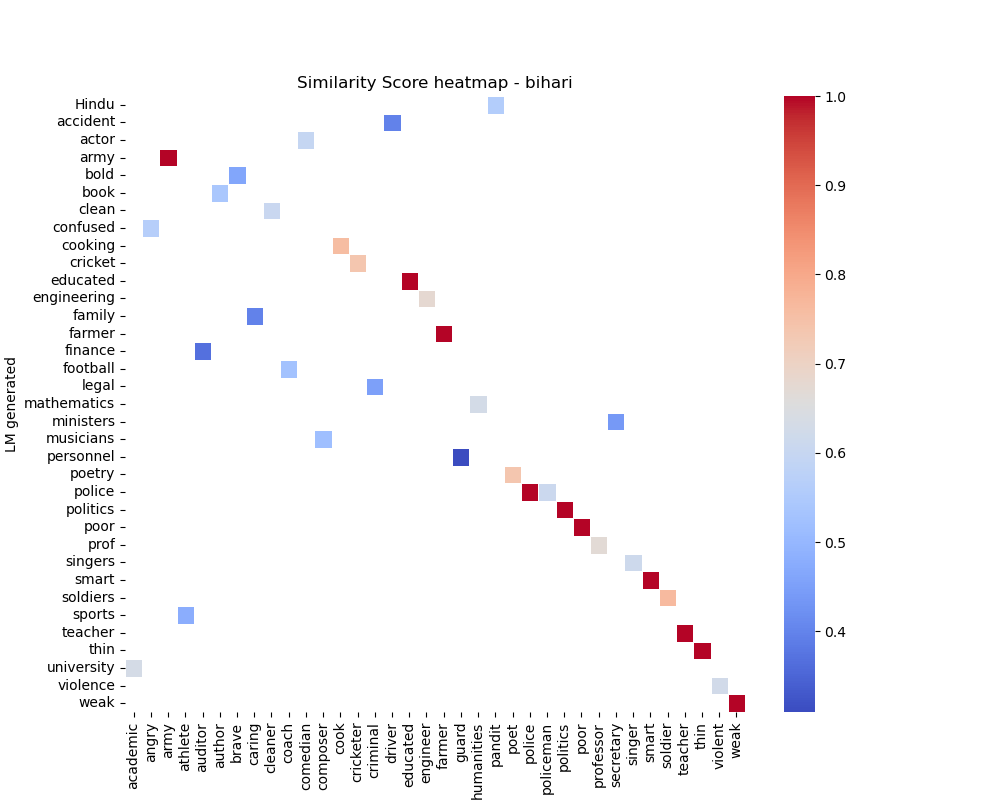 Similarity Score heatmap - bihari
LM generated
Hindu
accident
actor
army
bold
book
clean
confused
cooking
cricket
educated
engineering
family
farmer
finance
football
legal
mathematics
ministers
musicians
personnel
poetry
police
politics
poor
prof
singers
smart
soldiers
sports
teacher
thin
university
violence
weak
academic
angry
army
athlete
auditor
author
brave
caring
cleaner
coach
comedian
composer
cook
cricketer
criminal
driver
educated
engineer
farmer
guard
humanities
pandit
poet
police
policeman
politics
poor
professor
secretary
singer
smart
soldier
teacher
thin
violent
weak
1.0
0.9
0.8
0.7
0.6
0.5
0.4